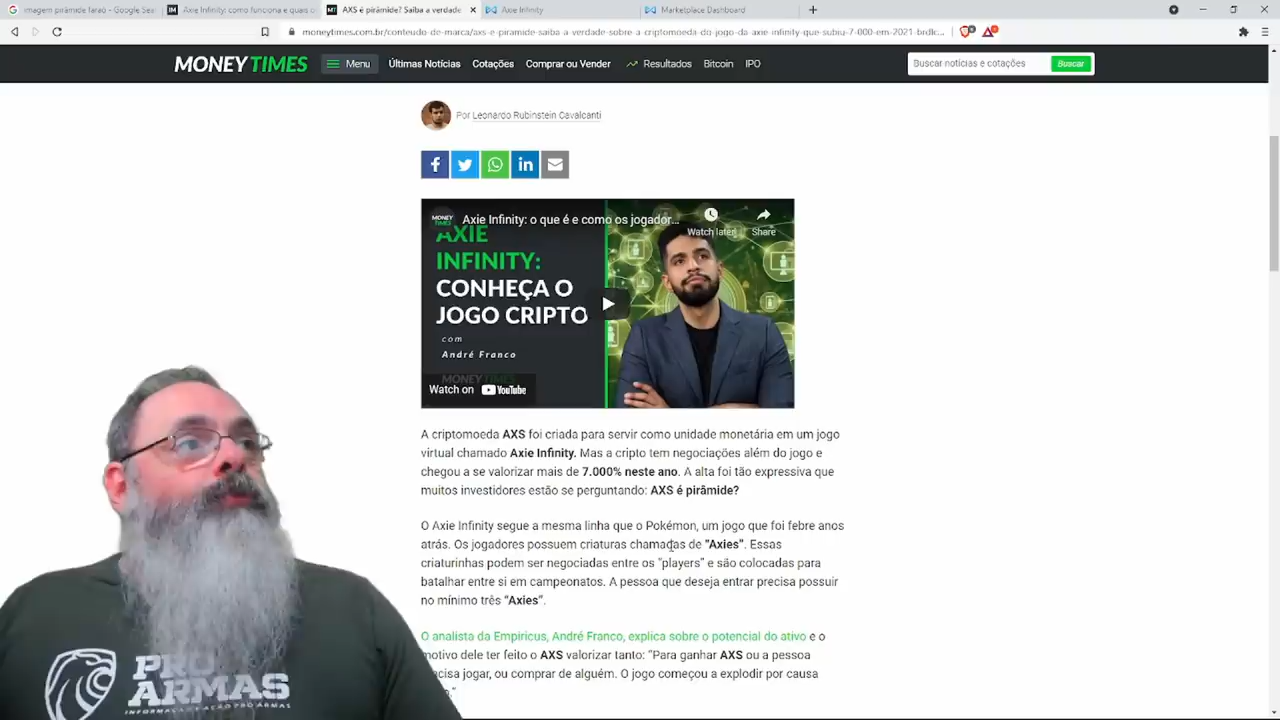 imagem pirâmide faraó - Google Sea
Axie Infinity: como funciona e quais o
AXS é pirâmide? Saiba a verdade
Axie Infinity
Marketplace Dashboard
moneytimes.com.br/conteudo-de-marca/axs-e-piramide-saiba-a-verdade-sobre-a-criptomoeda-do-jogo-da-axie-infinity-que-subiu-7-000-em-2021-brdlc...
MONEY TIMES
Menu
Últimas Notícias
Cotações
Comprar ou Vender
Resultados
Bitcoin
IPO
Buscar notícias e cotações
Buscar
Por Leonardo Rubinstein Cavalcanti
MONEY TIMES
Axie Infinity: o que é e como os jogador...
Watch later
Share
AXIE
INFINITY:
CONHEÇA O
JOGO CRIPTO
com
André Franco
MONEY TIMES
Watch on YouTube
A criptomoeda AXS foi criada para servir como unidade monetária em um jogo
virtual chamado Axie Infinity. Mas a cripto tem negociações além do jogo e
chegou a se valorizar mais de 7.000% neste ano. A alta foi tão expressiva que
muitos investidores estão se perguntando: AXS é pirâmide?
O Axie Infinity segue a mesma linha que o Pokémon, um jogo que foi febre anos
atrás. Os jogadores possuem criaturas chamadas de "Axies". Essas
criaturinhas podem ser negociadas entre os "players" e são colocadas para
batalhar entre si em campeonatos. A pessoa que deseja entrar precisa possuir
no mínimo três "Axies".
O analista da Empiricus, André Franco, explica sobre o potencial do ativo e o
motivo dele ter feito o AXS valorizar tanto: "Para ganhar AXS ou a pessoa
precisa jogar, ou comprar de alguém. O jogo começou a explodir por causa
PRO
ARMAS